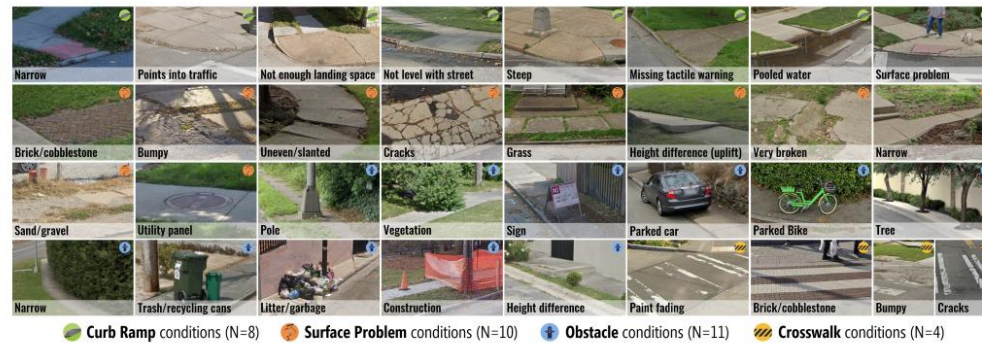 Narrow
Points into traffic
Not enough landing space
Not level with street
Steep
Missing tactile warning
Pooled water
Surface problem
Brick/cobblestone
Bumpy
Uneven/slanted
Cracks
Grass
Height difference (uplift)
Very broken
Narrow
Sand/gravel
Utility panel
Pole
Vegetation
Sign
Parked car
Parked Bike
Tree
Narrow
Trash/recycling cans
Litter/garbage
Construction
Height difference
Paint fading
Brick/cobblestone
Bumpy
Cracks
Curb Ramp conditions (N=8)
Surface Problem conditions (N=10)
Obstacle conditions (N=11)
Crosswalk conditions (N=4)